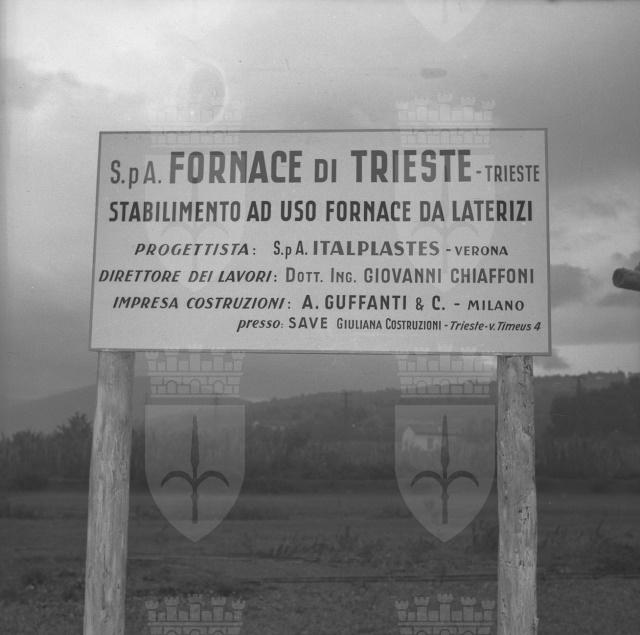 S.p A. FORNACE DI TRIESTE - TRIESTE
STABILIMENTO AD USO FORNACE DA LATERIZI
PROGETTISTA: S.p A. ITALPLASTES - VERONA
DIRETTORE DEI LAVORI: DOTT. ING. GIOVANNI CHIAFFONI
IMPRESA COSTRUZIONI: A. GUFFANTI & C. - MILANO
presso: SAVE GIULIANA COSTRUZIONI - Trieste - v. Timeus 4